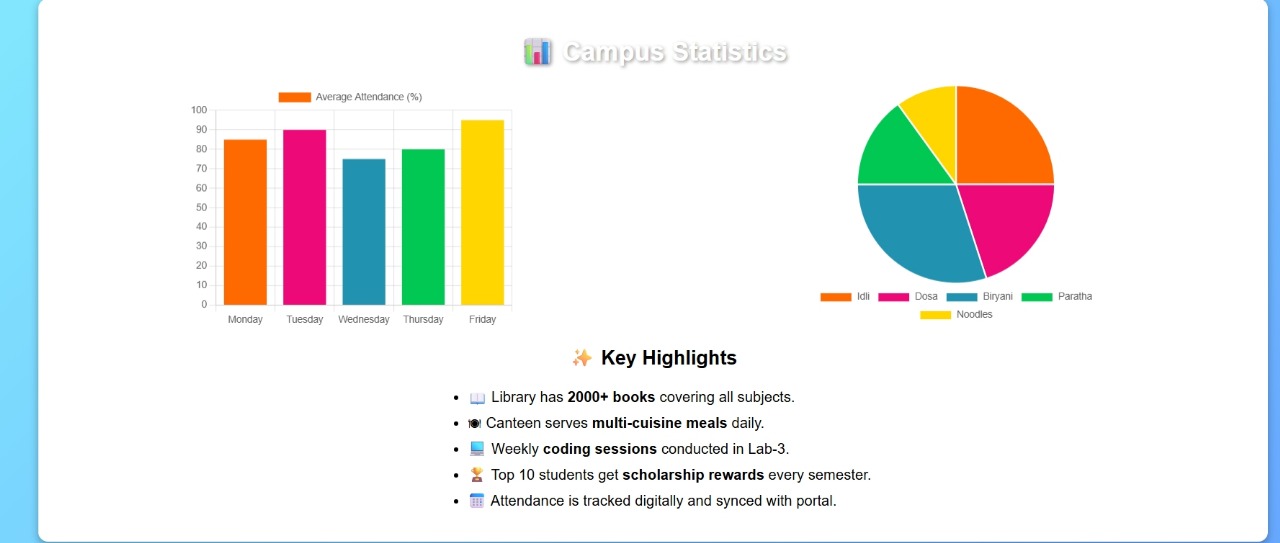 📊 Campus Statistics
Average Attendance (%)
100
90
80
70
60
50
40
30
20
10
0
Monday Tuesday Wednesday Thursday Friday
Idli Dosa Biryani Paratha
Noodles
✨ Key Highlights
• 📖 Library has 2000+ books covering all subjects.
• 🍽 Canteen serves multi-cuisine meals daily.
• 💻 Weekly coding sessions conducted in Lab-3.
• 🏆 Top 10 students get scholarship rewards every semester.
• 📅 Attendance is tracked digitally and synced with portal.